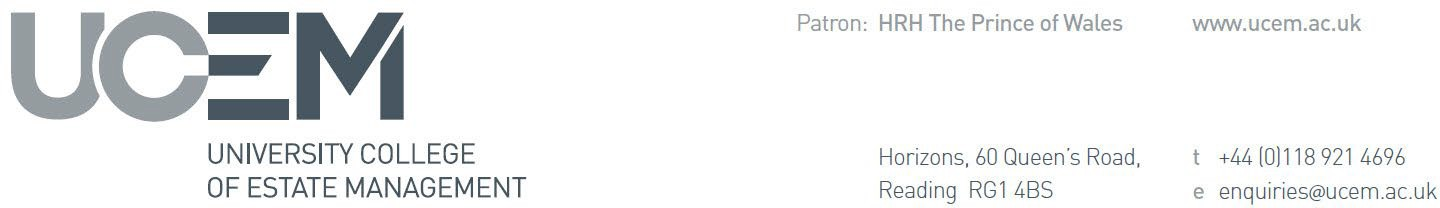 UCEM
UNIVERSITY COLLEGE
OF ESTATE MANAGEMENT
Patron: HRH The Prince of Wales
www.ucem.ac.uk
Horizons, 60 Queen's Road,
Reading RG1 4BS
t +44 (0)118 921 4696
e enquiries@ucem.ac.uk